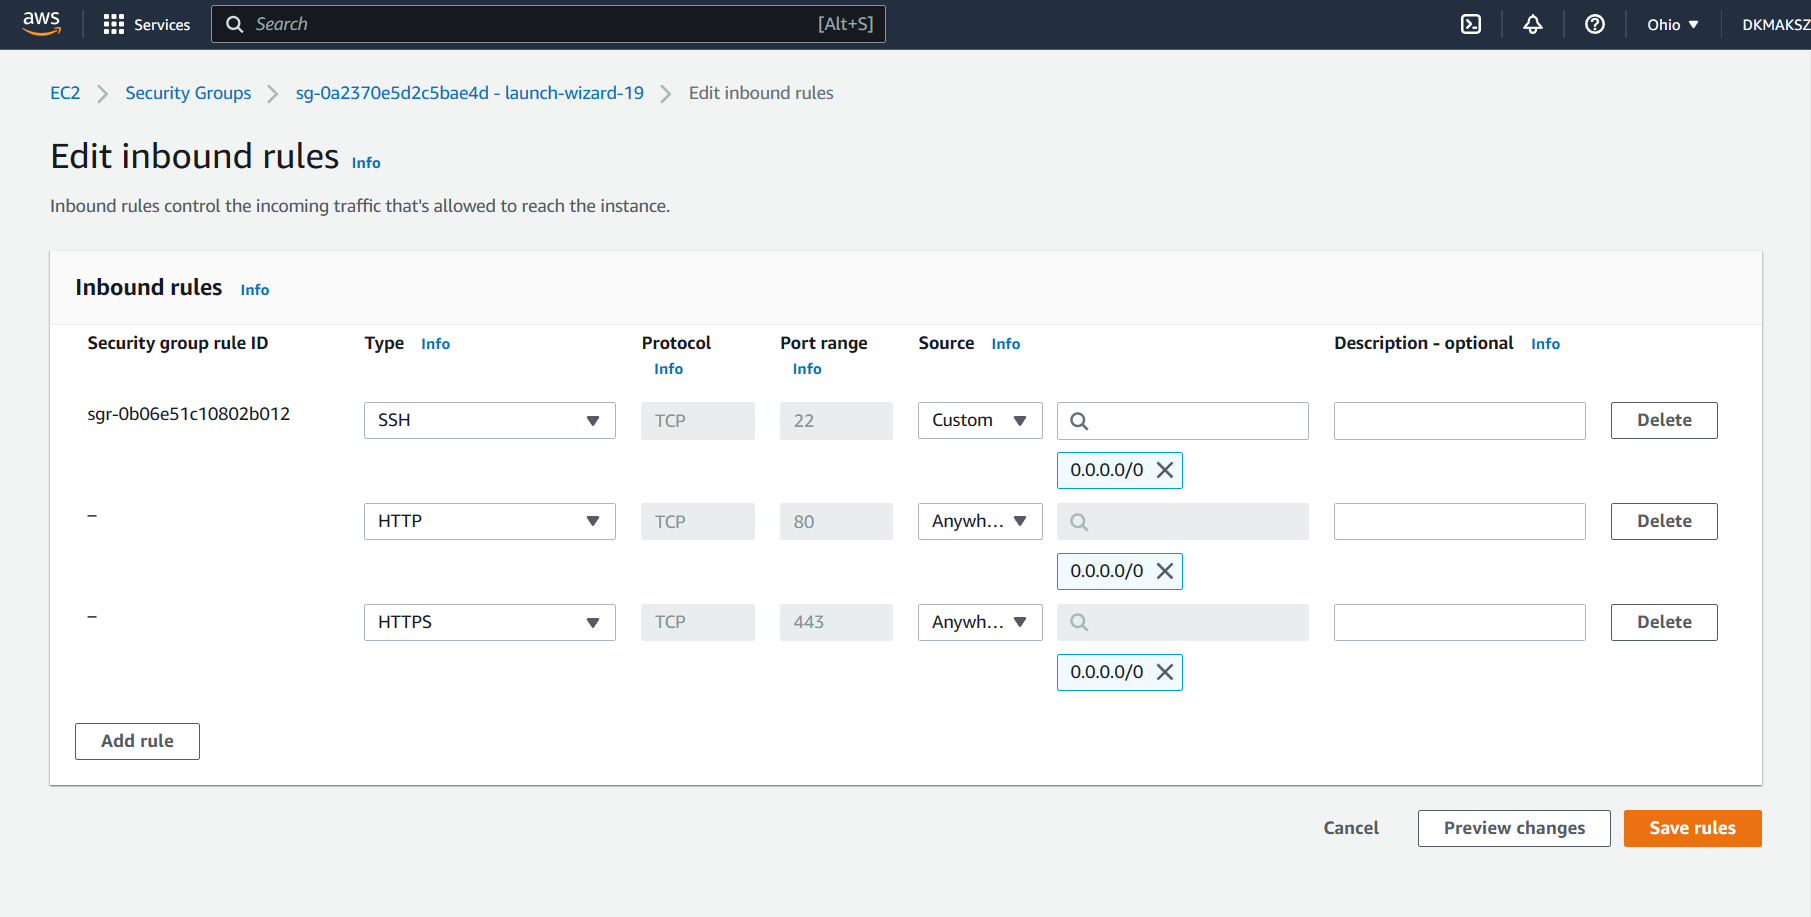 aws Services Search [Alt+S] Ohio DKMAKSZ
EC2 Security Groups sg-0a2370e5d2c5bae4d - launch-wizard-19 Edit inbound rules
Edit inbound rules Info
Inbound rules control the incoming traffic that's allowed to reach the instance.
Inbound rules Info
Security group rule ID Type Info Protocol Port range Source Info Description - optional Info
Info Info
sgr-0b06e51c10802b012 SSH TCP 22 Custom Delete
0.0.0.0/0
– HTTP TCP 80 Anywh... Delete
0.0.0.0/0
– HTTPS TCP 443 Anywh... Delete
0.0.0.0/0
Add rule
Cancel Preview changes Save rules